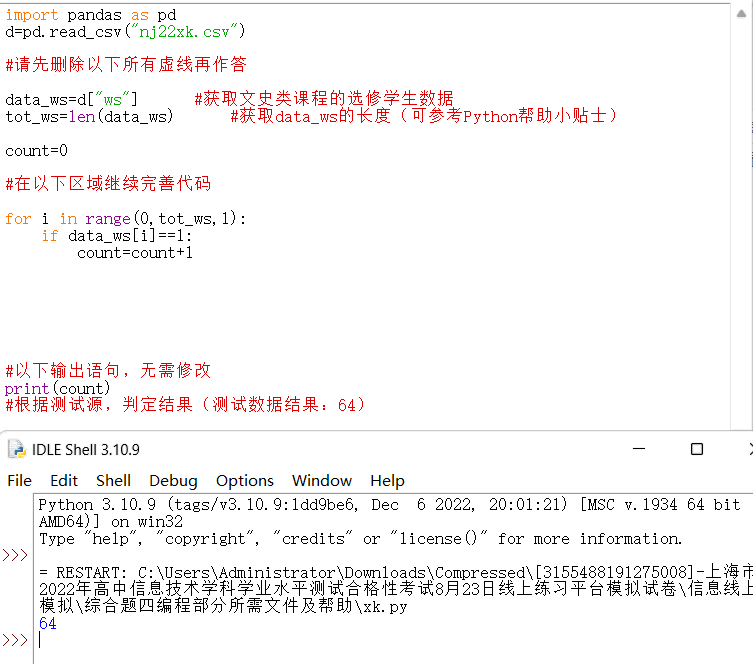 import pandas as pd
d=pd.read_csv("nj22xk.csv")
#请先删除以下所有虚线再作答
data_ws=d["ws"] #获取文史类课程的选修学生数据
tot_ws=len(data_ws) #获取data_ws的长度（可参考Python帮助小贴士）
count=0
#在以下区域继续完善代码
for i in range(0,tot_ws,1):
    if data_ws[i]==1:
        count=count+1
#以下输出语句，无需修改
print(count)
#根据测试源，判定结果（测试数据结果：64）
IDLE Shell 3.10.9
File Edit Shell Debug Options Window Help
Python 3.10.9 (tags/v3.10.9:1dd9be6, Dec  6 2022, 20:01:21) [MSC v.1934 64 bit
AMD64)] on win32
Type "help", "copyright", "credits" or "license()" for more information.
>>>
= RESTART: C:\Users\Administrator\Downloads\Compressed\[3155488191275008]-上海市
2022年高中信息技术学科学业水平测试合格性考试8月23日线上练习平台模拟试卷\信息线上
模拟\综合题四编程部分所需文件及帮助\xk.py
64
>>>